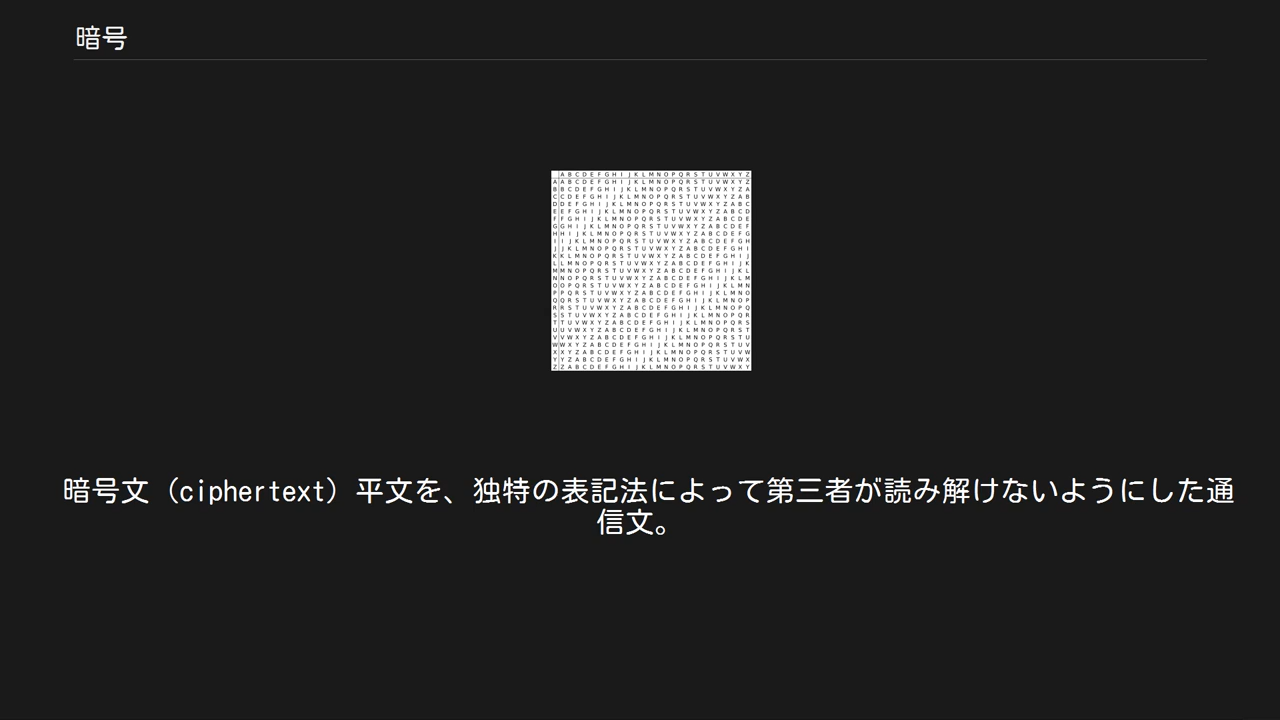 暗号
A B C D E F G H I J K L M N O P Q R S T U V W X Y Z
A A B C D E F G H I J K L M N O P Q R S T U V W X Y Z
B B C D E F G H I J K L M N O P Q R S T U V W X Y Z A
C C D E F G H I J K L M N O P Q R S T U V W X Y Z A B
D D E F G H I J K L M N O P Q R S T U V W X Y Z A B C
E E F G H I J K L M N O P Q R S T U V W X Y Z A B C D
F F G H I J K L M N O P Q R S T U V W X Y Z A B C D E
G G H I J K L M N O P Q R S T U V W X Y Z A B C D E F
H H I J K L M N O P Q R S T U V W X Y Z A B C D E F G
I I J K L M N O P Q R S T U V W X Y Z A B C D E F G H
J J K L M N O P Q R S T U V W X Y Z A B C D E F G H I
K K L M N O P Q R S T U V W X Y Z A B C D E F G H I J
L L M N O P Q R S T U V W X Y Z A B C D E F G H I J K
M M N O P Q R S T U V W X Y Z A B C D E F G H I J K L
N N O P Q R S T U V W X Y Z A B C D E F G H I J K L M
O O P Q R S T U V W X Y Z A B C D E F G H I J K L M N
P P Q R S T U V W X Y Z A B C D E F G H I J K L M N O
Q Q R S T U V W X Y Z A B C D E F G H I J K L M N O P
R R S T U V W X Y Z A B C D E F G H I J K L M N O P Q
S S T U V W X Y Z A B C D E F G H I J K L M N O P Q R
T T U V W X Y Z A B C D E F G H I J K L M N O P Q R S
U U V W X Y Z A B C D E F G H I J K L M N O P Q R S T
V V W X Y Z A B C D E F G H I J K L M N O P Q R S T U
W W X Y Z A B C D E F G H I J K L M N O P Q R S T U V
X X Y Z A B C D E F G H I J K L M N O P Q R S T U V W
Y Y Z A B C D E F G H I J K L M N O P Q R S T U V W X
Z Z A B C D E F G H I J K L M N O P Q R S T U V W X Y
暗号文（ciphertext）平文を、独特の表記法によって第三者が読み解けないようにした通
信文。